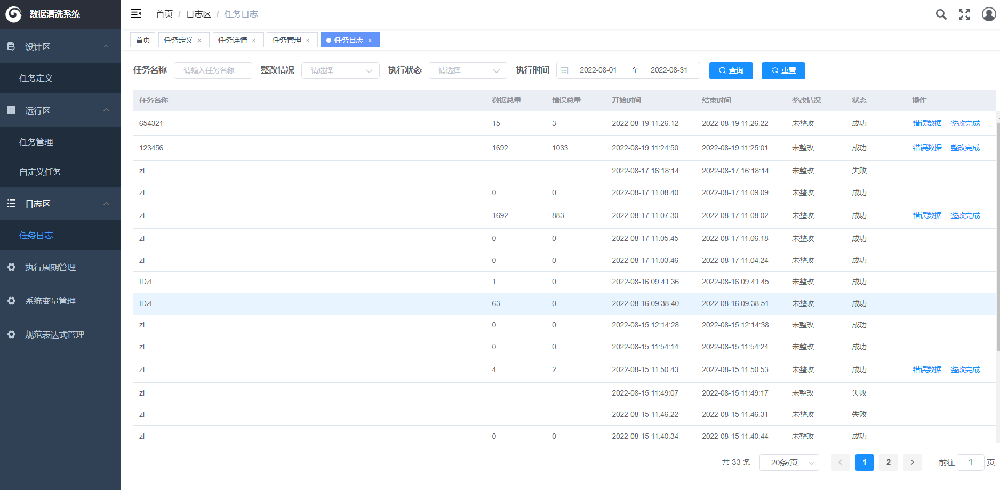 数据清洗系统
首页 / 日志区 / 任务日志
首页 任务定义 × 任务详情 × 任务管理 × 任务日志 ×
设计区
任务定义
运行区
任务管理
自定义任务
日志区
任务日志
执行周期管理
系统变量管理
规范表达式管理
任务名称 请输入任务名称 整改情况 请选择 执行状态 请选择 执行时间 2022-08-01 至 2022-08-31 查询 重置
任务名称 数据总量 错误总量 开始时间 结束时间 整改情况 状态 操作
654321 15 3 2022-08-19 11:26:12 2022-08-19 11:26:22 未整改 成功 错误数据 整改完成
123456 1692 1033 2022-08-19 11:24:50 2022-08-19 11:25:01 未整改 成功 错误数据 整改完成
zl 2022-08-17 16:18:14 2022-08-17 16:18:14 未整改 失败
zl 0 0 2022-08-17 11:08:40 2022-08-17 11:09:09 未整改 成功
zl 1692 883 2022-08-17 11:07:30 2022-08-17 11:08:02 未整改 成功 错误数据 整改完成
zl 0 0 2022-08-17 11:05:45 2022-08-17 11:06:18 未整改 成功
zl 0 0 2022-08-17 11:03:46 2022-08-17 11:04:24 未整改 成功
IDzl 1 0 2022-08-16 09:41:36 2022-08-16 09:41:45 未整改 成功
IDzl 63 0 2022-08-16 09:38:40 2022-08-16 09:38:51 未整改 成功
zl 0 0 2022-08-15 12:14:28 2022-08-15 12:14:38 未整改 成功
zl 0 0 2022-08-15 11:54:14 2022-08-15 11:54:24 未整改 成功
zl 4 2 2022-08-15 11:50:43 2022-08-15 11:50:53 未整改 成功 错误数据 整改完成
zl 2022-08-15 11:49:07 2022-08-15 11:49:17 未整改 失败
zl 2022-08-15 11:46:22 2022-08-15 11:46:31 未整改 失败
zl 0 0 2022-08-15 11:40:34 2022-08-15 11:40:44 未整改 成功
共 33 条 20条/页 1 2 前往 1 页